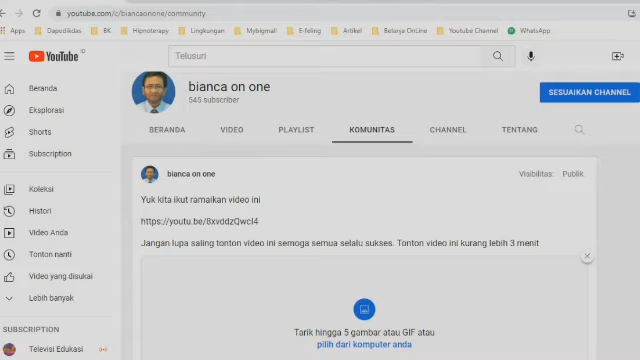 youtube.com/c/biancaonone/community
Apps Dapodikdas BK Hipnoterapy Lingkungan Mybigmall E-feling Artikel Belarja OnLine Youtube Channel WhatsApp
YouTube ID Telusuri
bianca on one
545 subscriber
SESUAIKAN CHANNEL
BERANDA VIDEO PLAYLIST KOMUNITAS CHANNEL TENTANG
Beranda
Eksplorasi
Shorts
Subscription
Koleksi
Histori
Video Anda
Tonton nanti
Video yang disukai
Lebih banyak
SUBSCRIPTION
Televisi Edukasi
bianca on one Visibilitas: Publik
Yuk kita ikut ramaikan video ini
https://youtu.be/8xvddzQwcI4
Jangan lupa saling tonton video ini semoga semua selalu sukses. Tonton video ini kurang lebih 3 menit
Tarik hingga 5 gambar atau GIF atau
pilih dari komputer anda